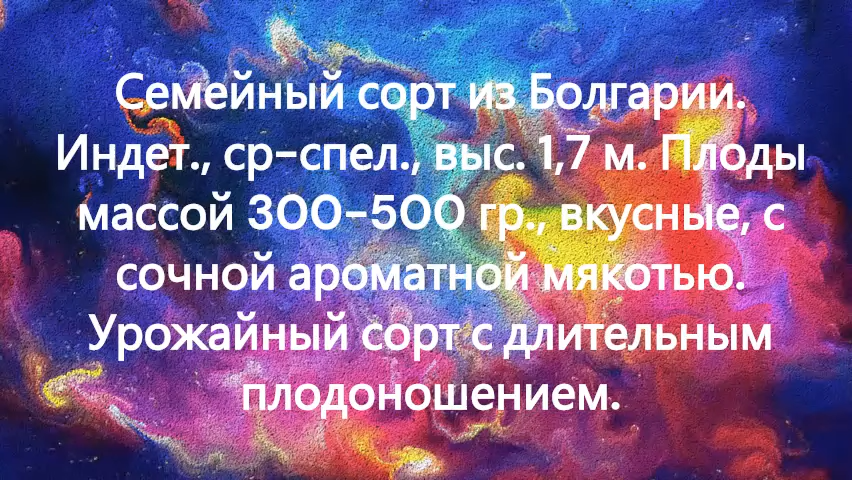 Семейный сорт из Болгарии.
Индет., ср-спел., выс. 1,7 м. Плоды
массой 300-500 гр., вкусные, с
сочной ароматной мякотью.
Урожайный сорт с длительным
плодоношением.